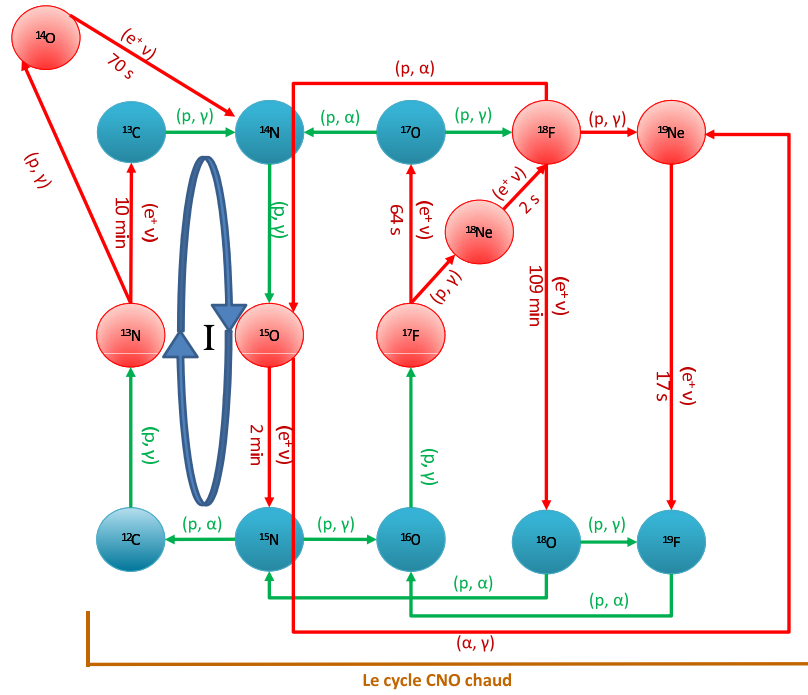 ¹⁴O
(e⁺ ν)
70 s
(p, α)
¹³C
(p, γ)
¹⁴N
(p, α)
¹⁷O
(p, γ)
¹⁸F
(p, γ)
¹⁹Ne
(p, γ)
10 min
(e⁺ ν)
(p, γ)
64 s
(e⁺ ν)
¹⁸Ne
(e⁺ ν)
2 s
(p, γ)
109 min
(e⁺ ν)
¹³N
I
¹⁵O
¹⁷F
17 s
(e⁺ ν)
(p, γ)
2 min
(e⁺ ν)
(p, γ)
¹²C
(p, α)
¹⁵N
(p, γ)
¹⁶O
¹⁸O
(p, γ)
¹⁹F
(p, α)
(p, α)
(α, γ)
Le cycle CNO chaud